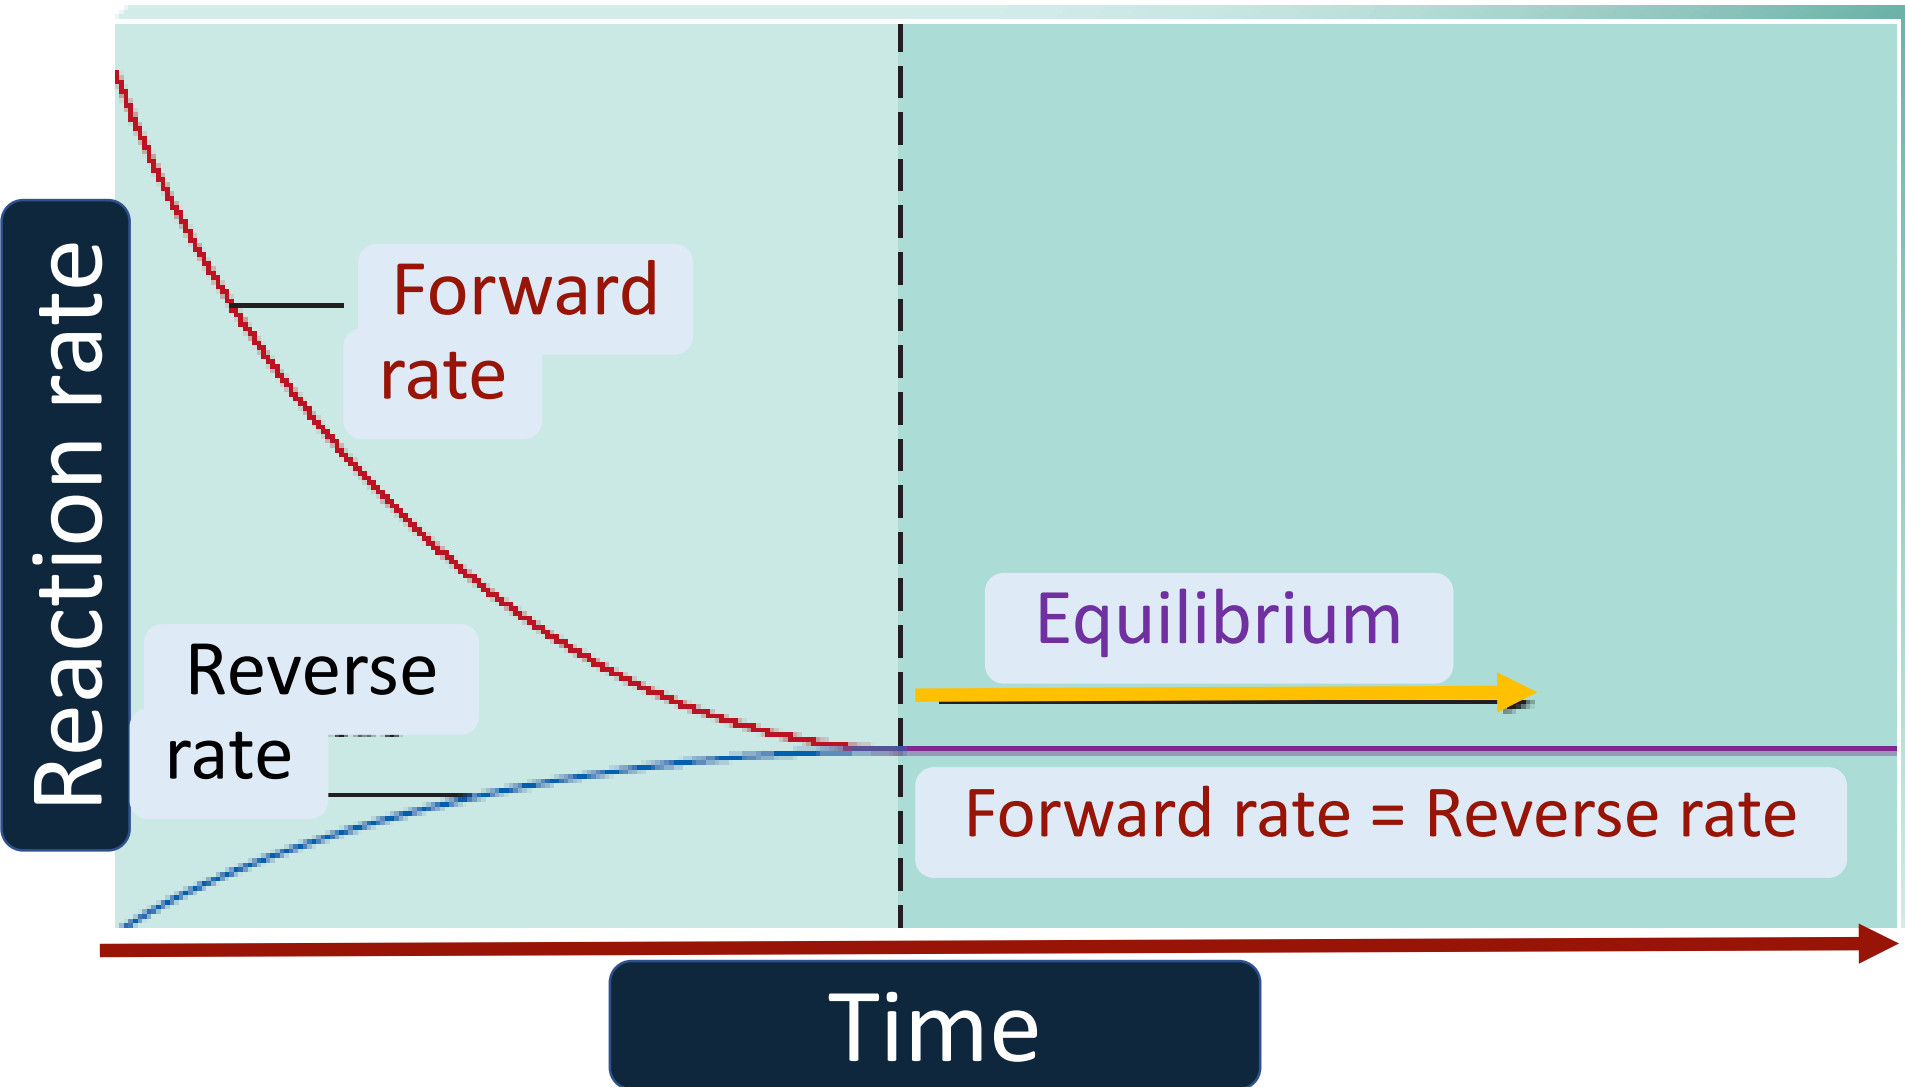 Reaction rate
Forward
rate
Reverse
rate
Equilibrium
Forward rate = Reverse rate
Time